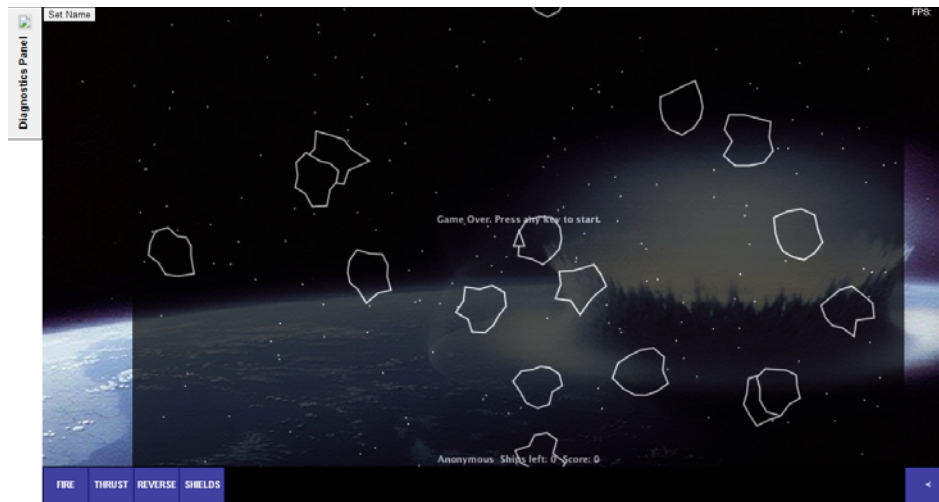 Set Name
FPS:
Diagnostics Panel
Game Over. Press any key to start.
Anonymous Ships left: 0 Score: 0
FIRE THRUST REVERSE SHIELDS <